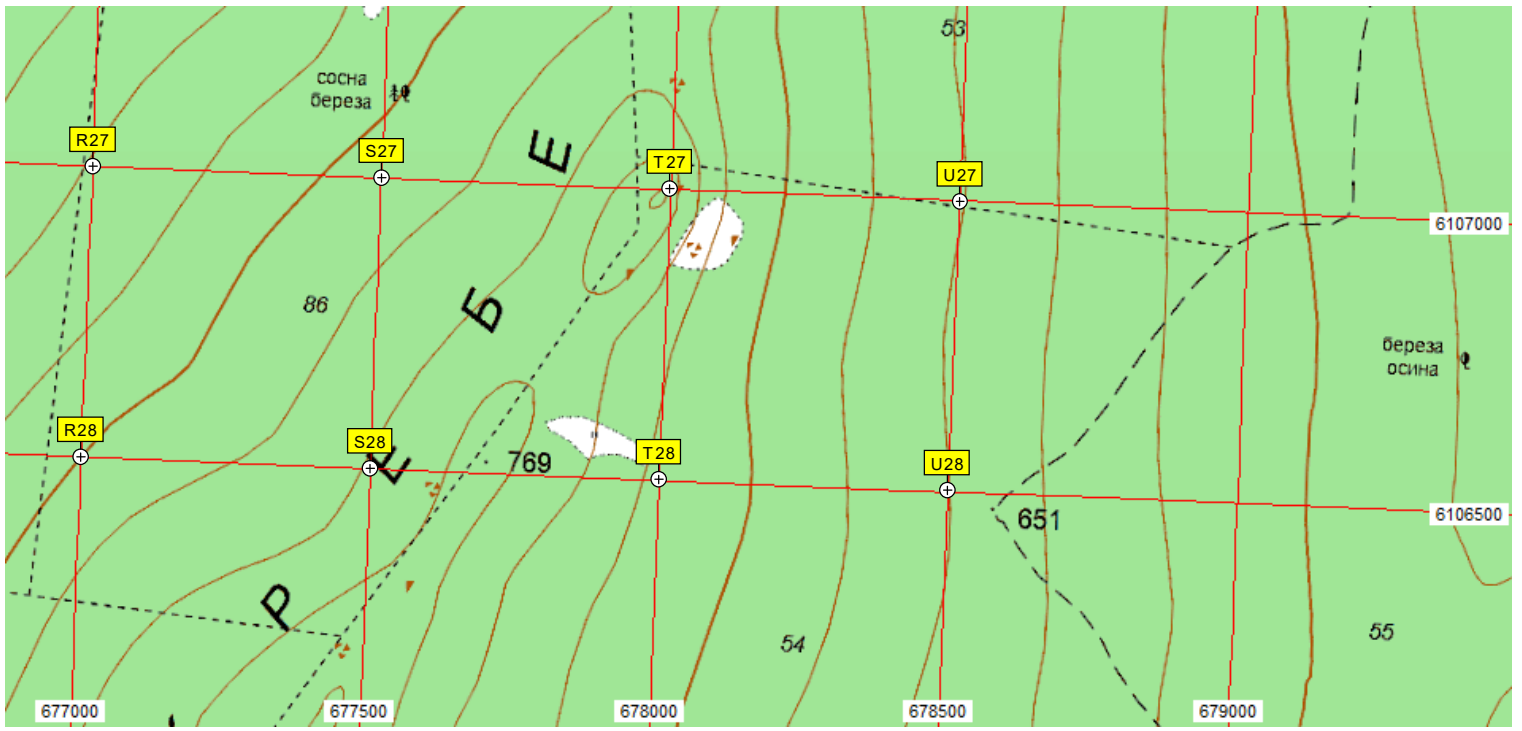 53
сосна
береза
R27
S27
Е
T27
U27
6107000
86
Б
береза
осина
R28
S28
Е
769
T28
U28
651
6106500
Р
54
55
677000
677500
678000
678500
679000